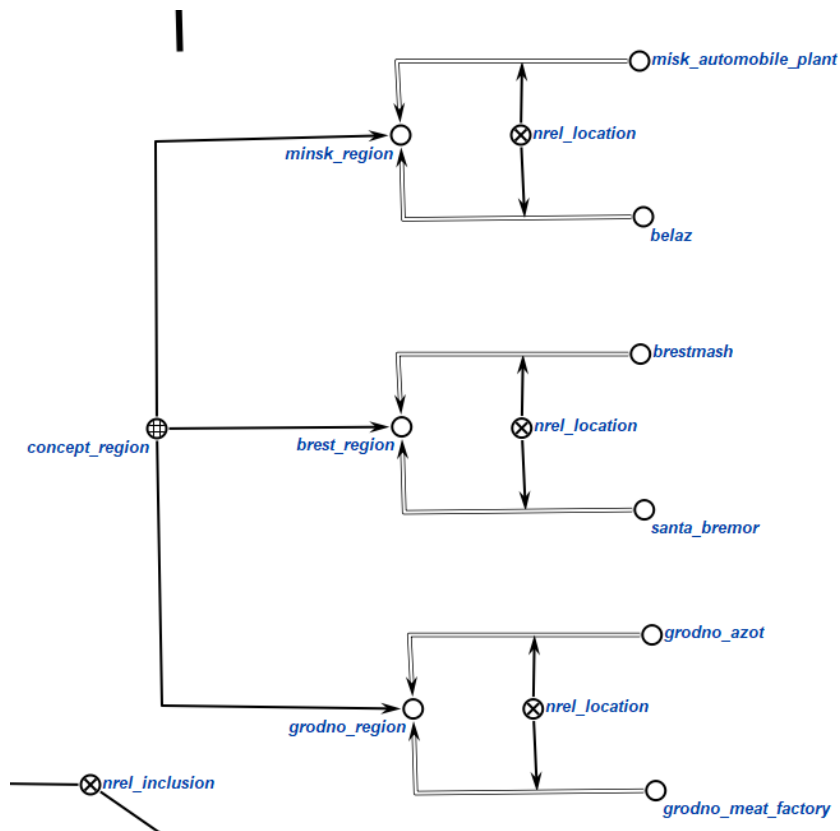 misk_automobile_plant
nrel_location
minsk_region
belaz
brestmash
nrel_location
concept_region
brest_region
santa_bremor
grodno_azot
nrel_location
grodno_region
nrel_inclusion
grodno_meat_factory